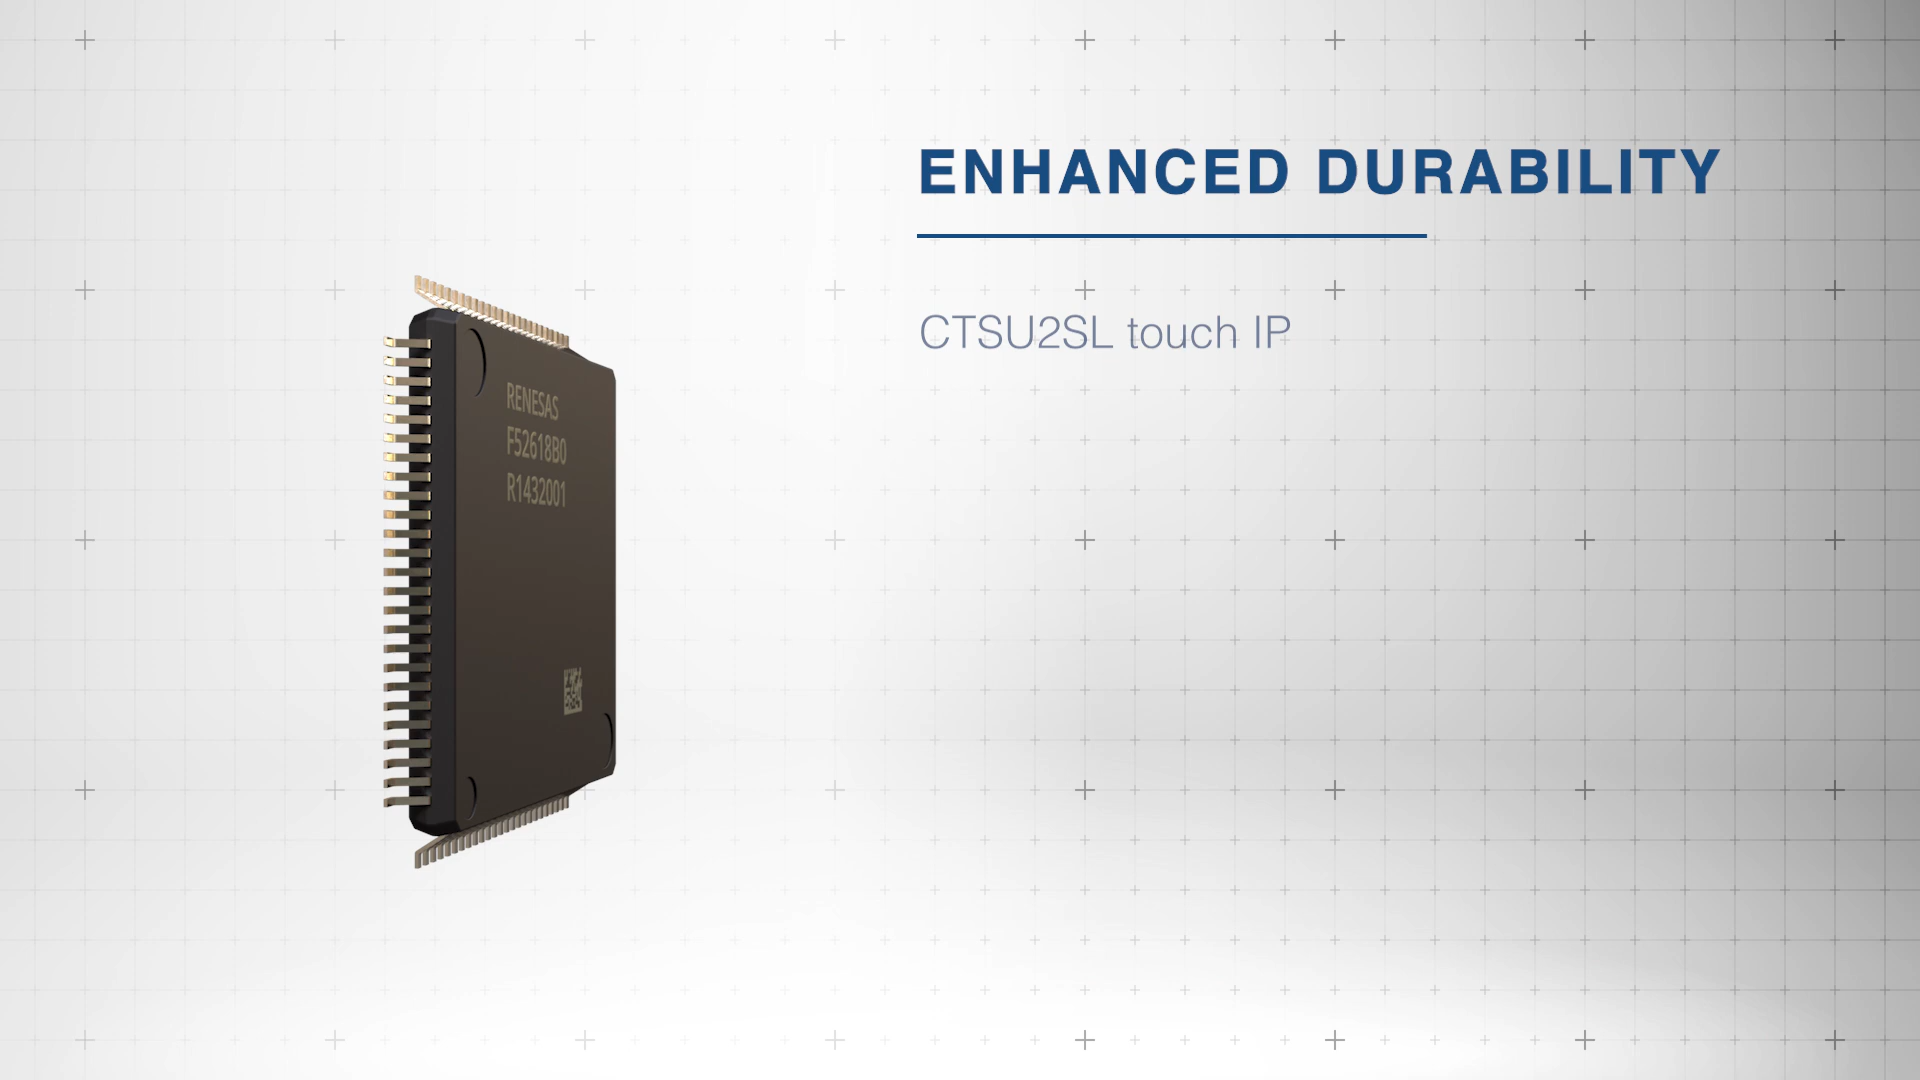 ENHANCED DURABILITY
CTSU2SL touch IP
RENESAS
F52618B0
R1432001